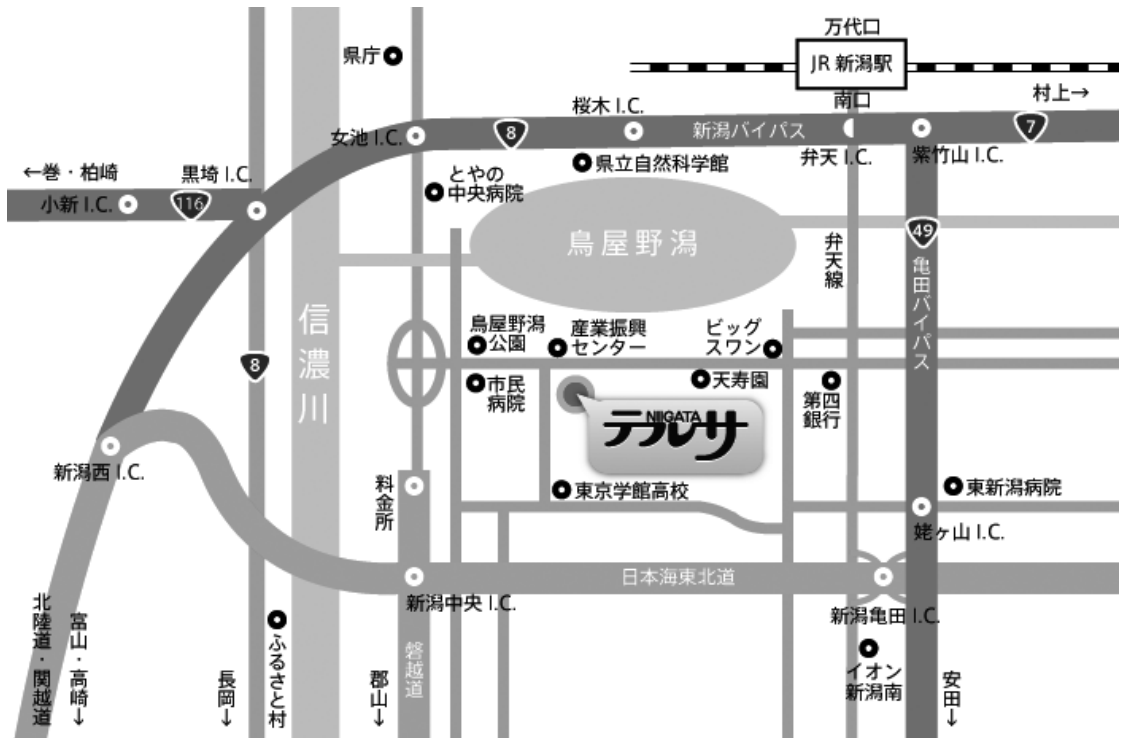 万代口
県庁
JR 新潟駅
南口
村上→
桜木 I.C.
女池 I.C.
8
新潟バイパス
7
弁天 I.C.
紫竹山 I.C.
県立自然科学館
←巻・柏崎
黒埼 I.C.
とやの
中央病院
小新 I.C.
116
鳥屋野潟
弁天線
49
亀田バイパス
信濃川
鳥屋野潟
公園
産業振興
センター
ビッグ
スワン
8
市民
病院
天寿園
第四
銀行
NIIGATA
テルサ
新潟西 I.C.
料金所
東京学館高校
東新潟病院
姥ヶ山 I.C.
日本海東北道
新潟中央 I.C.
新潟亀田 I.C.
北陸道・関越道
富山・高崎→
長岡→
ふるさと村
郡山→
磐越道
イオン
新潟南
安田→